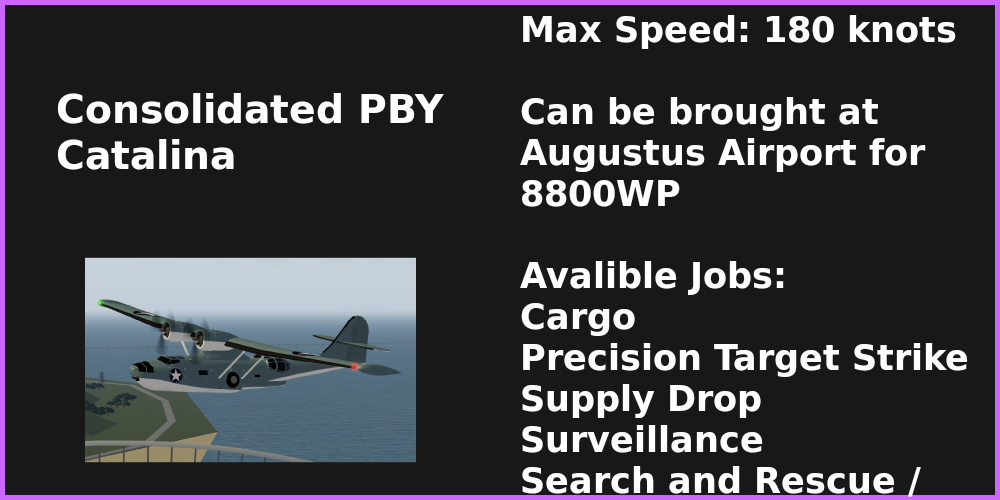 Consolidated PBY
Catalina
Max Speed: 180 knots
Can be brought at
Augustus Airport for
8800WP
Avalible Jobs:
Cargo
Precision Target Strike
Supply Drop
Surveillance
Search and Rescue /